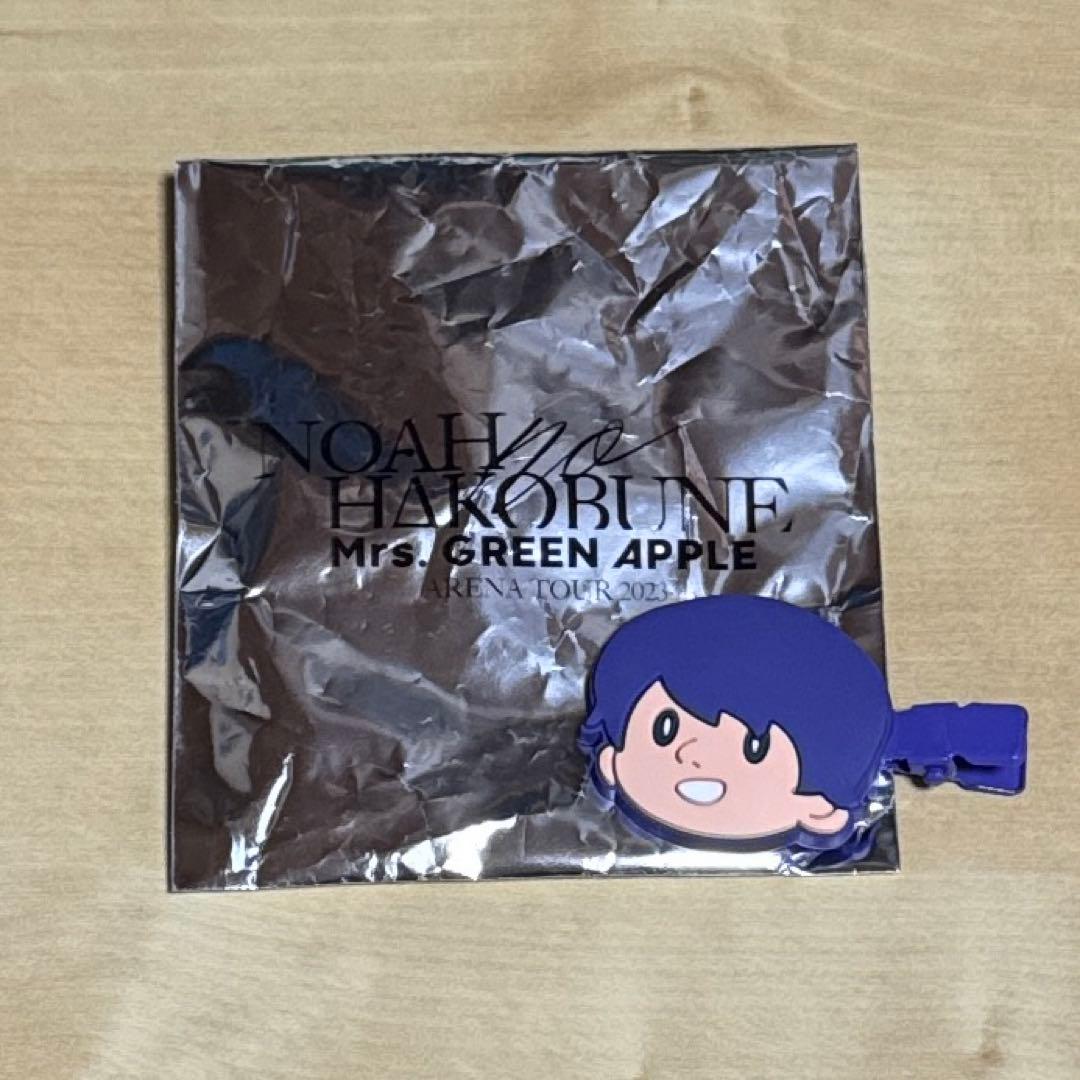 NOAH no
HAKOBUNE
Mrs. GREEN APPLE
ARENA TOUR 2023